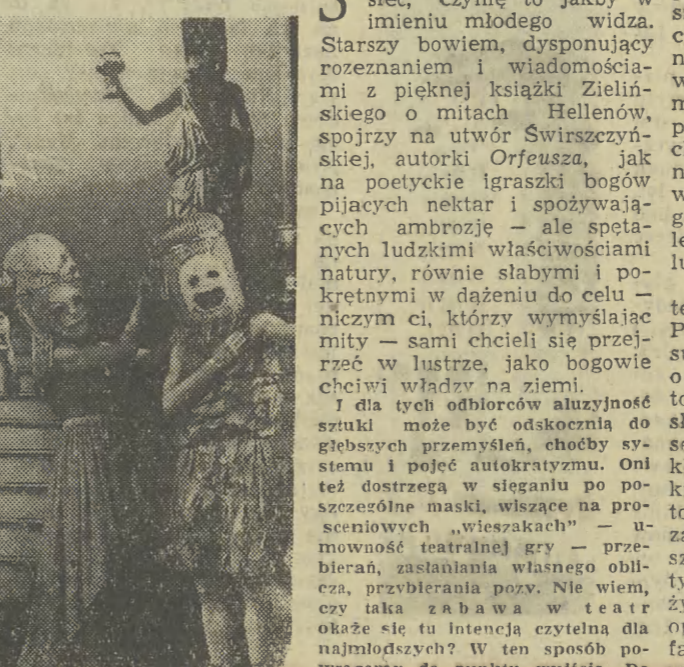 sieć, czynię to jakby w
imieniu młodego widza.
Starszy bowiem, dysponujący
rozeznaniem i wiadomościa-
mi z pięknej książki Zieliń-
skiego o mitach Hellenów,
spojrzy na utwór Świrszczyń-
skiej, autorki Orfeusza, jak
na poetyckie igraszki bogów
pijących nektar i spożywają-
cych ambrozję — ale spęta-
nych ludzkimi właściwościami
natury, równie słabymi i po-
krętnymi w dążeniu do celu —
niczym ci, którzy wymyślając
mity — sami chcieli się przej-
rzeć w lustrze, jako bogowie
chciwi władzy na ziemi.
I dla tych odbiorców aluzyjność
sztuki może być odskocznią do
głębszych przemyśleń, choćby sy-
stemu i pojęć autokratyzmu. Oni
też dostrzegą w sięganiu po po-
szczególne maski, wiszące na pro-
sceniowych „wieszakach” — u-
mowność teatralnej gry — prze-
bierań, zasłaniania własnego obli-
cza, przybierania pozy. Nie wiem,
czy taka zabawa w teatr
okaże się tu intencją czytelną dla
najmłodszych? W ten sposób po-